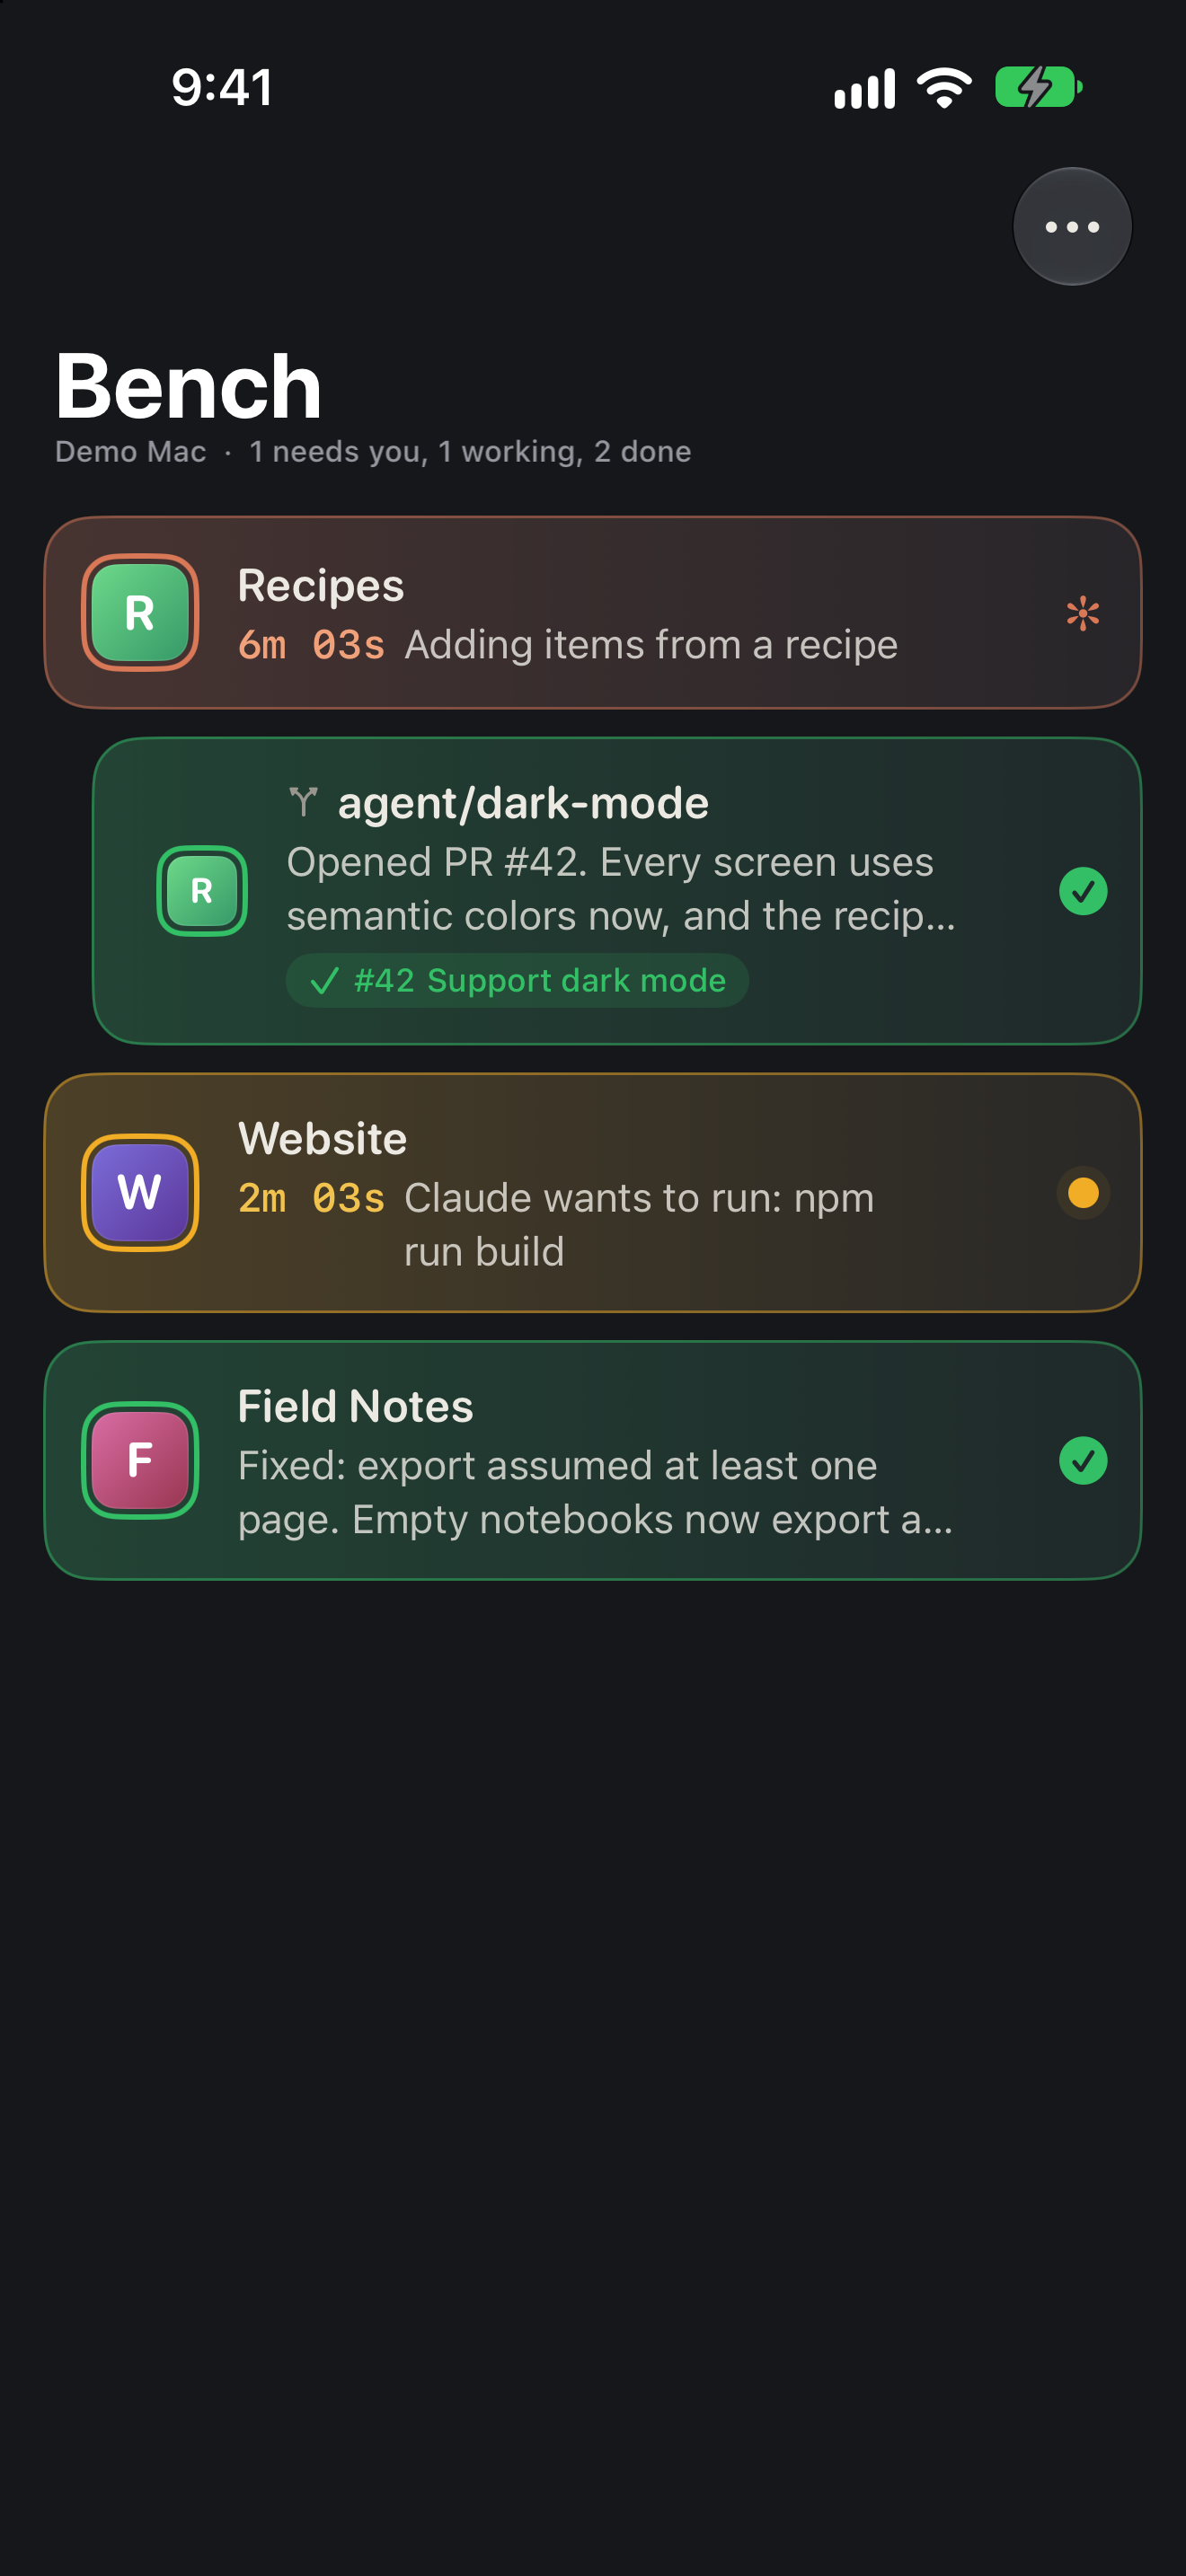 9:41
Bench
Demo Mac · 1 needs you, 1 working, 2 done
R
Recipes
6m 03s Adding items from a recipe
agent/dark-mode
R
Opened PR #42. Every screen uses
semantic colors now, and the recip...
#42 Support dark mode
W
Website
2m 03s Claude wants to run: npm
run build
F
Field Notes
Fixed: export assumed at least one
page. Empty notebooks now export a...